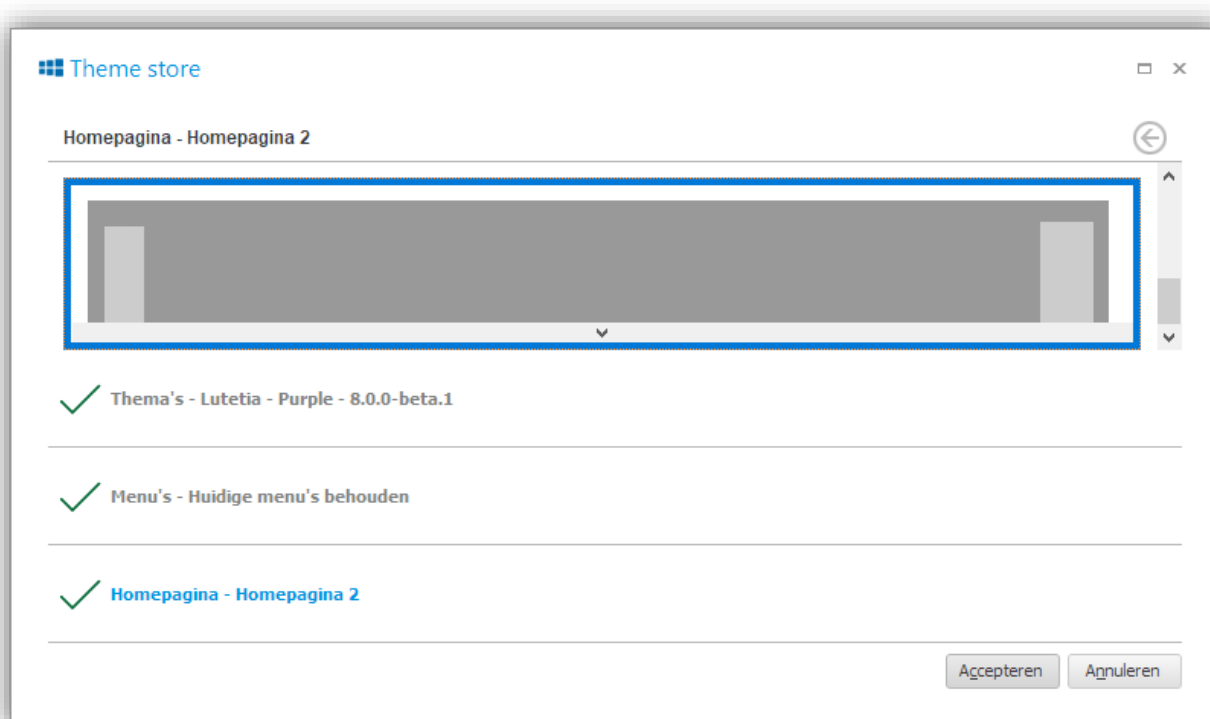 Theme store
Homepagina - Homepagina 2
Thema's - Lutetia - Purple - 8.0.0-beta.1
Menu's - Huidige menu's behouden
Homepagina - Homepagina 2
Accepteren
Annuleren